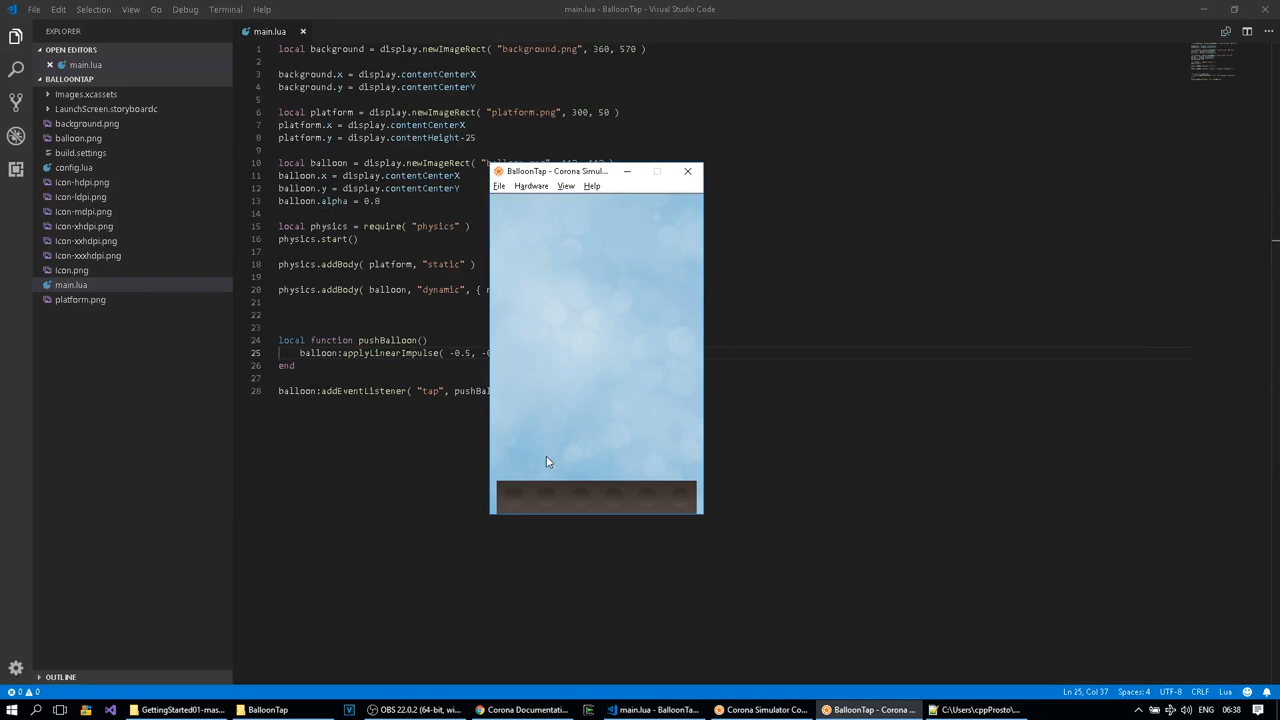 File Edit Selection View Go Debug Terminal Help
main.lua - BalloonTap - Visual Studio Code
EXPLORER
OPEN EDITORS
main.lua
BALLOONTAP
Images.xcassets
LaunchScreen.storyboardc
background.png
balloon.png
build.settings
config.lua
Icon-hdpi.png
Icon-ldpi.png
Icon-mdpi.png
Icon-xhdpi.png
Icon-xxhdpi.png
Icon-xxxhdpi.png
Icon.png
main.lua
platform.png
OUTLINE
main.lua
1 local background = display.newImageRect( "background.png", 360, 570 )
2
3 background.x = display.contentCenterX
4 background.y = display.contentCenterY
5
6 local platform = display.newImageRect( "platform.png", 300, 50 )
7 platform.x = display.contentCenterX
8 platform.y = display.contentHeight-25
9
10 local balloon = display.newImageRect(
11 balloon.x = display.contentCenterX
12 balloon.y = display.contentCenterY
13 balloon.alpha = 0.8
14
15 local physics = require( "physics" )
16 physics.start()
17
18 physics.addBody( platform, "static" )
19
20 physics.addBody( balloon, "dynamic", {
21
22
23
24 local function pushBalloon()
25 balloon:applyLinearImpulse( -0.5,
26 end
27
28 balloon:addEventListener( "tap", pushBal
BalloonTap - Corona Simul...
File Hardware View Help
0 0
Ln 25, Col 37 Spaces: 4 UTF-8 CRLF Lua
GettingStarted01-mas...
BalloonTap
OBS 22.0.2 (64-bit, wi...
Corona Documentati...
main.lua - BalloonTa...
Corona Simulator Co...
BalloonTap - Corona ...
C:\Users\cppProsto\...
ENG
06:38